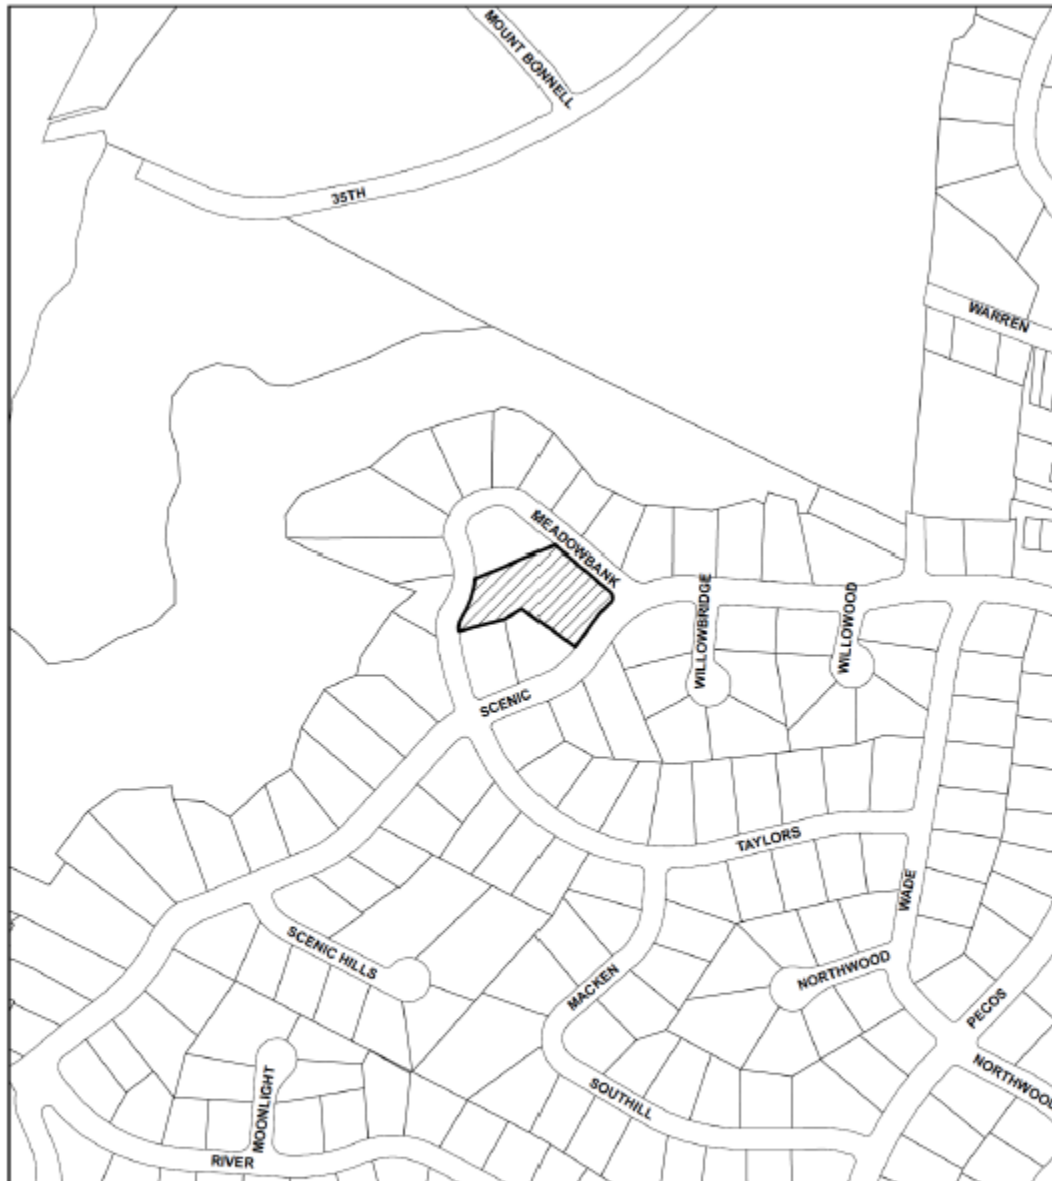 MOUNT BONNELL
35TH
WARREN
MEADOWBANK
WILLOWBRIDGE
WILLOWOOD
SCENIC
TAYLORS
WADE
SCENIC HILLS
NORTHWOOD
MACKEN
PECOS
NORTHWOOD
MOONLIGHT
SOUTHILL
RIVER